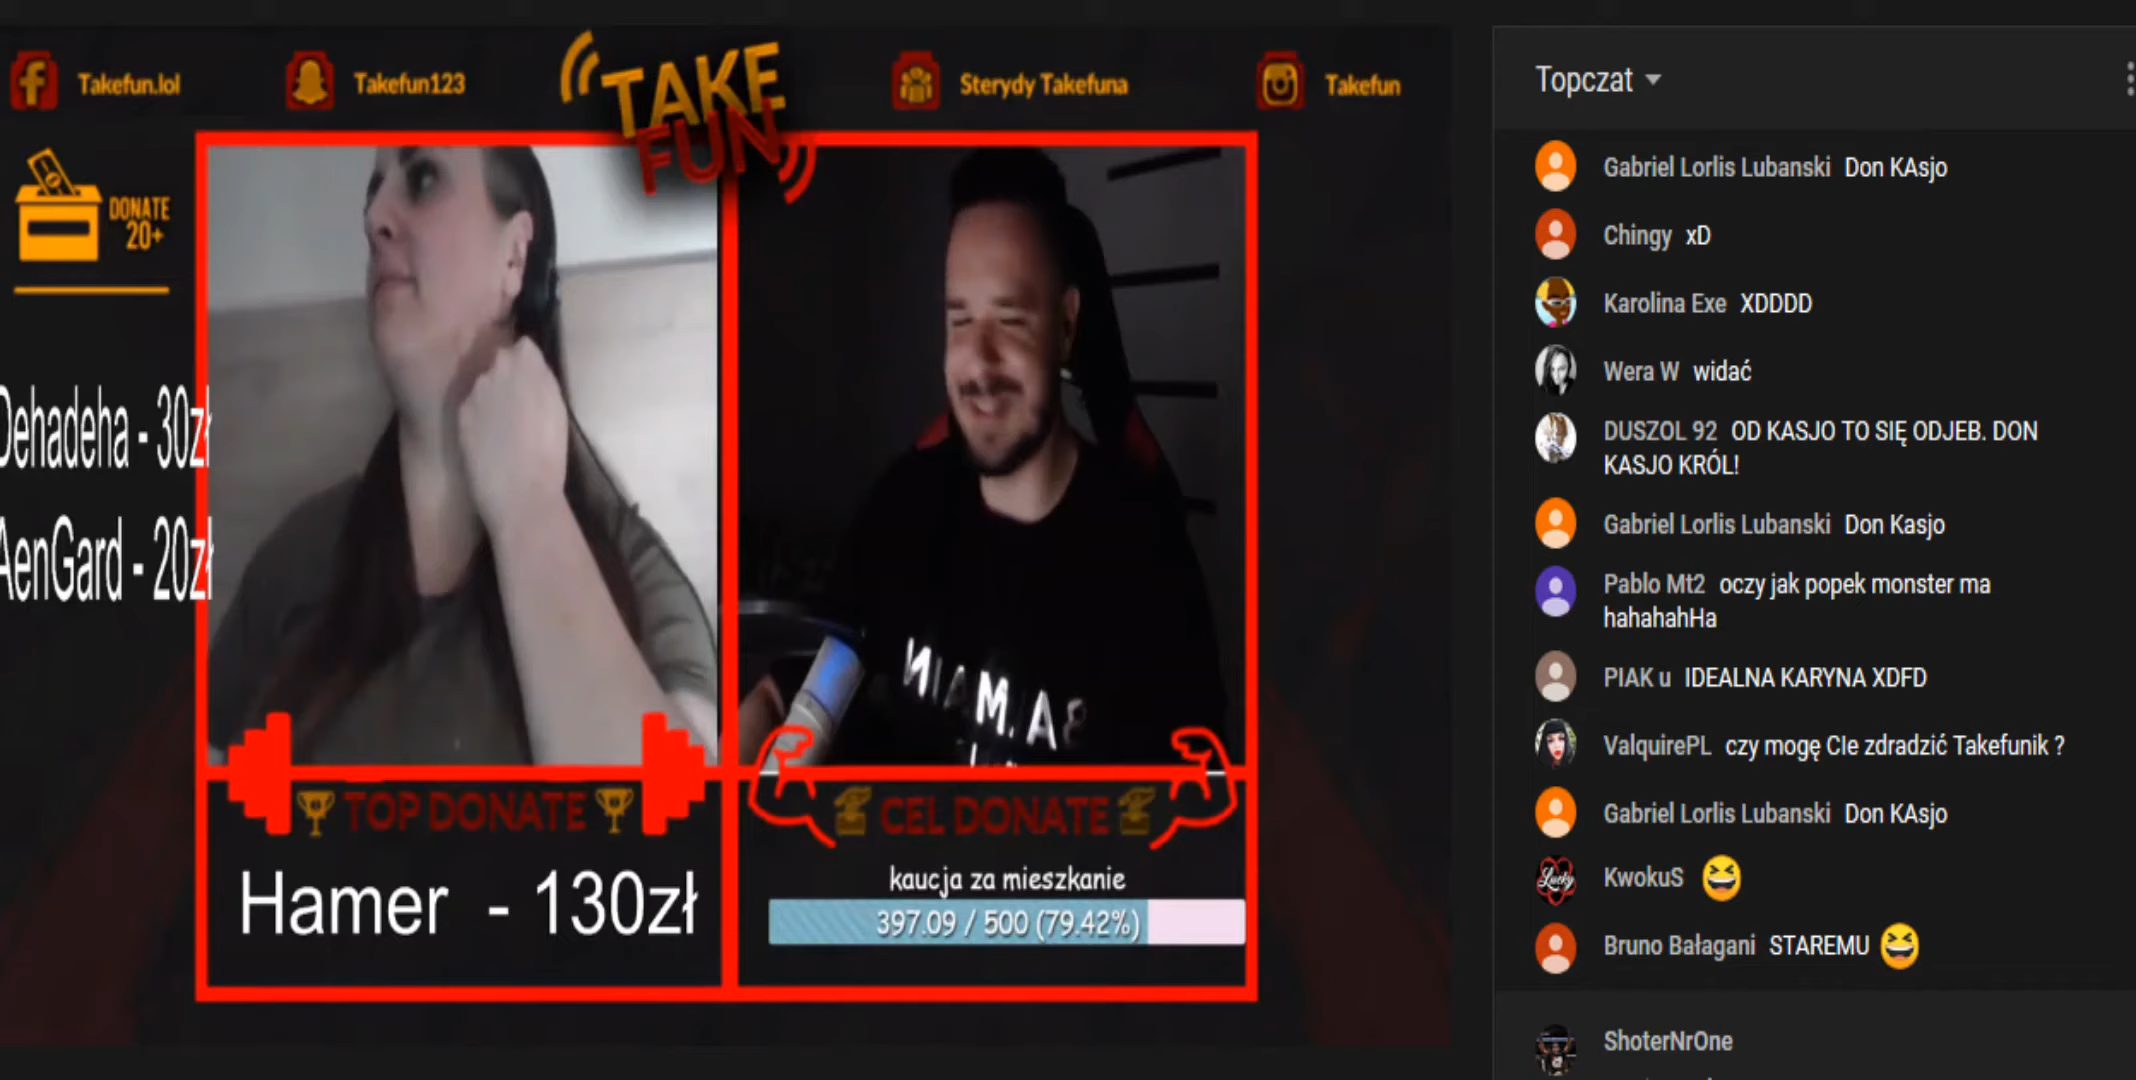 Takefun.lol
Takefun123
TAKE
FUN
Sterydy Takefuna
Takefun
DONATE
20+
Dehadeha - 30zł
AenGard - 20zł
TOP DONATE
Hamer - 130zł
CEL DONATE
kaucja za mieszkanie
397.09 / 500 (79.42%)
Topczat
Gabriel Lorlis Lubanski Don KAsjo
Chingy xD
Karolina Exe XDDDD
Wera W widać
DUSZOL 92 OD KASJO TO SIĘ ODJEB. DON
KASJO KRÓL!
Gabriel Lorlis Lubanski Don Kasjo
Pablo Mt2 oczy jak popek monster ma
hahahahHa
PIAK u IDEALNA KARYNA XDFD
ValquirePL czy mogę CIe zdradzić Takefunik ?
Gabriel Lorlis Lubanski Don KAsjo
Lucky
KwokuS
Bruno Bałagani STAREMU
ShoterNrOne